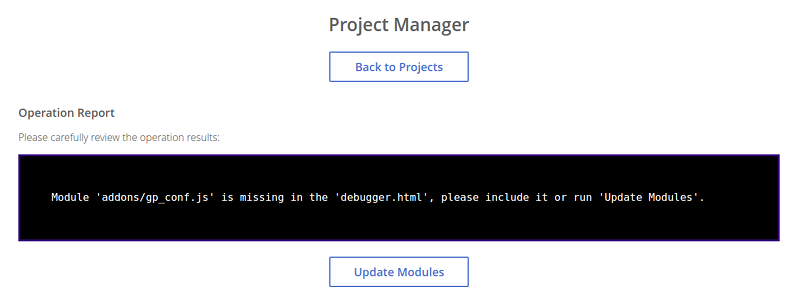 Project Manager
Back to Projects
Operation Report
Please carefully review the operation results:
Module 'addons/gp_conf.js' is missing in the 'debugger.html', please include it or run 'Update Modules'.
Update Modules